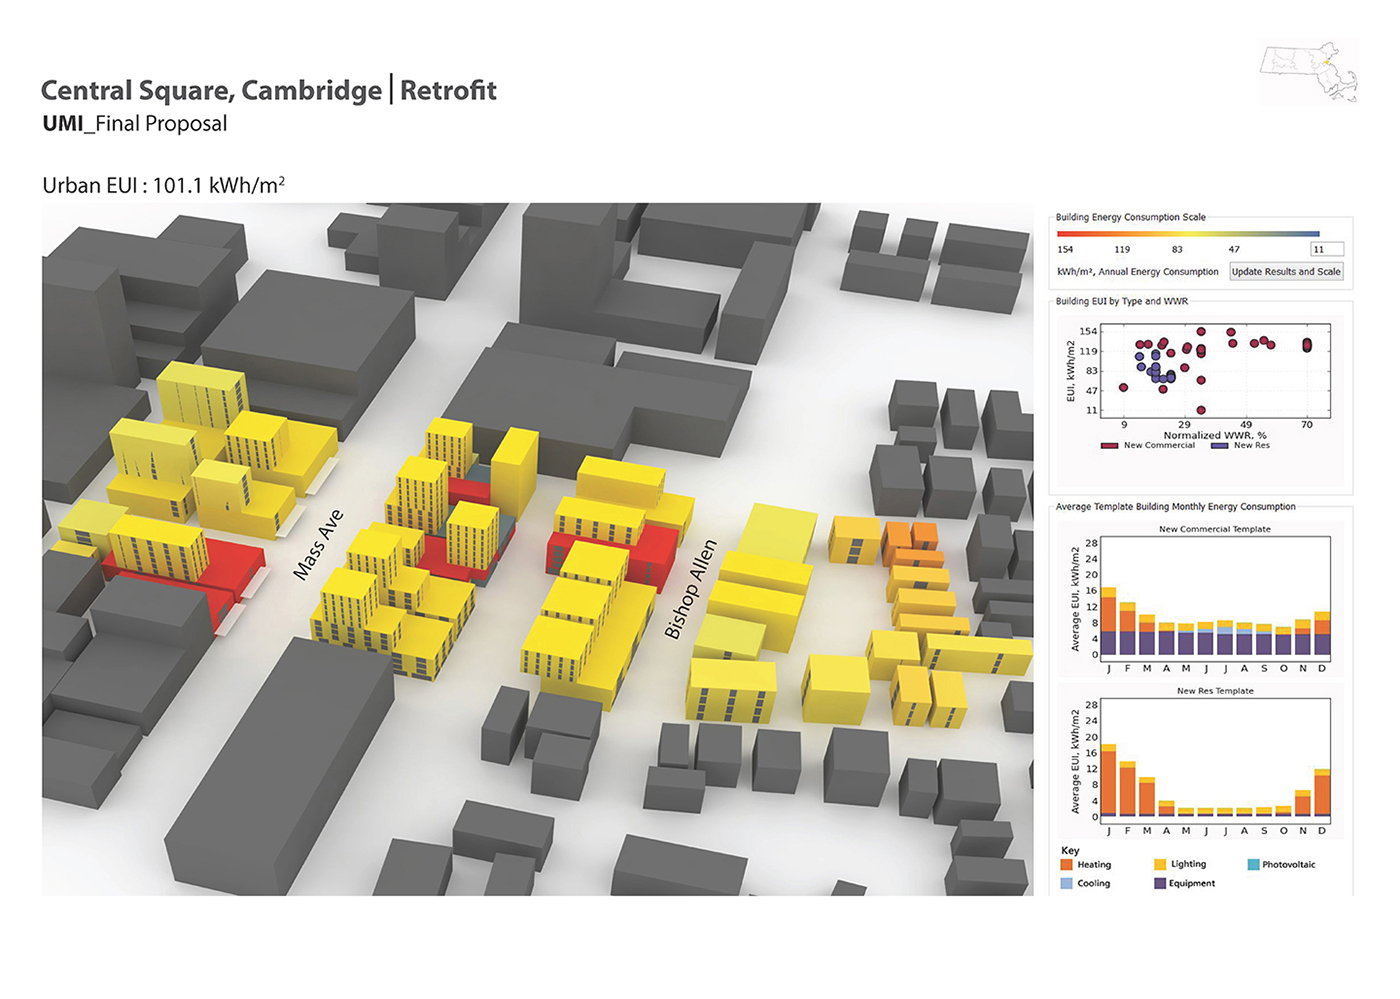 Central Square, Cambridge | Retrofit
UMI_Final Proposal
Urban EUI : 101.1 kWh/m²
Mass Ave
Bishop Allen
Building Energy Consumption Scale
154 119 83 47 11
kWh/m², Annual Energy Consumption Update Results and Scale
Building EUI by Type and WWR
EUI, kWh/m2
154
119
83
47
11
9 29 49 70
Normalized WWR, %
New Commercial New Res
Average Template Building Monthly Energy Consumption
New Commercial Template
Average EUI, kWh/m2
28
24
20
16
12
8
4
0
J F M A M J J A S O N D
New Res Template
Average EUI, kWh/m2
28
24
20
16
12
8
4
0
J F M A M J J A S O N D
Key
Heating Lighting Photovoltaic
Cooling Equipment